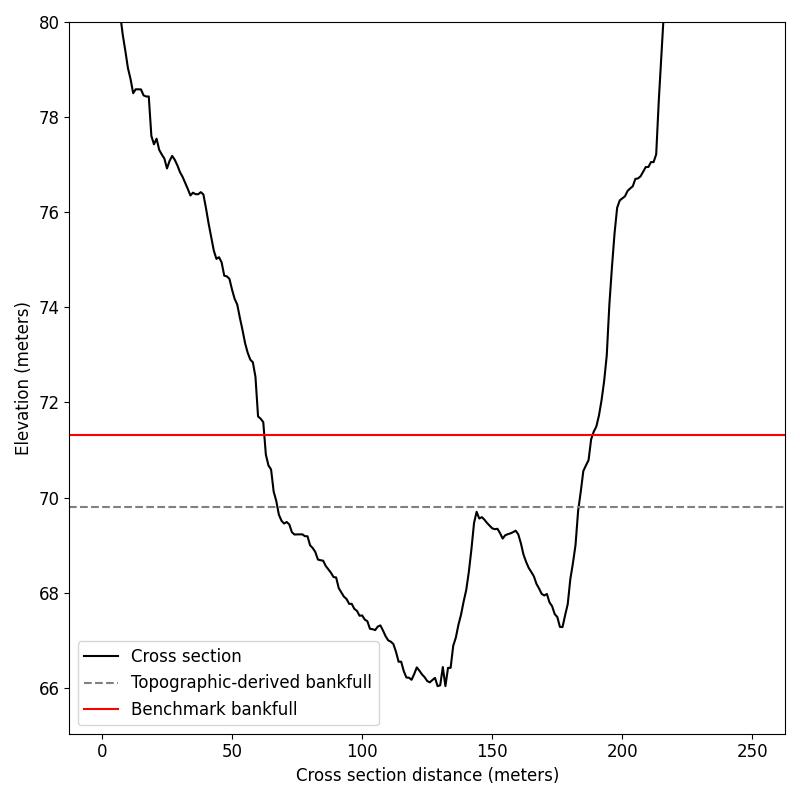 80
78
76
74
72
70
68
66
Elevation (meters)
Cross section
Topographic-derived bankfull
Benchmark bankfull
0
50
100
150
200
250
Cross section distance (meters)